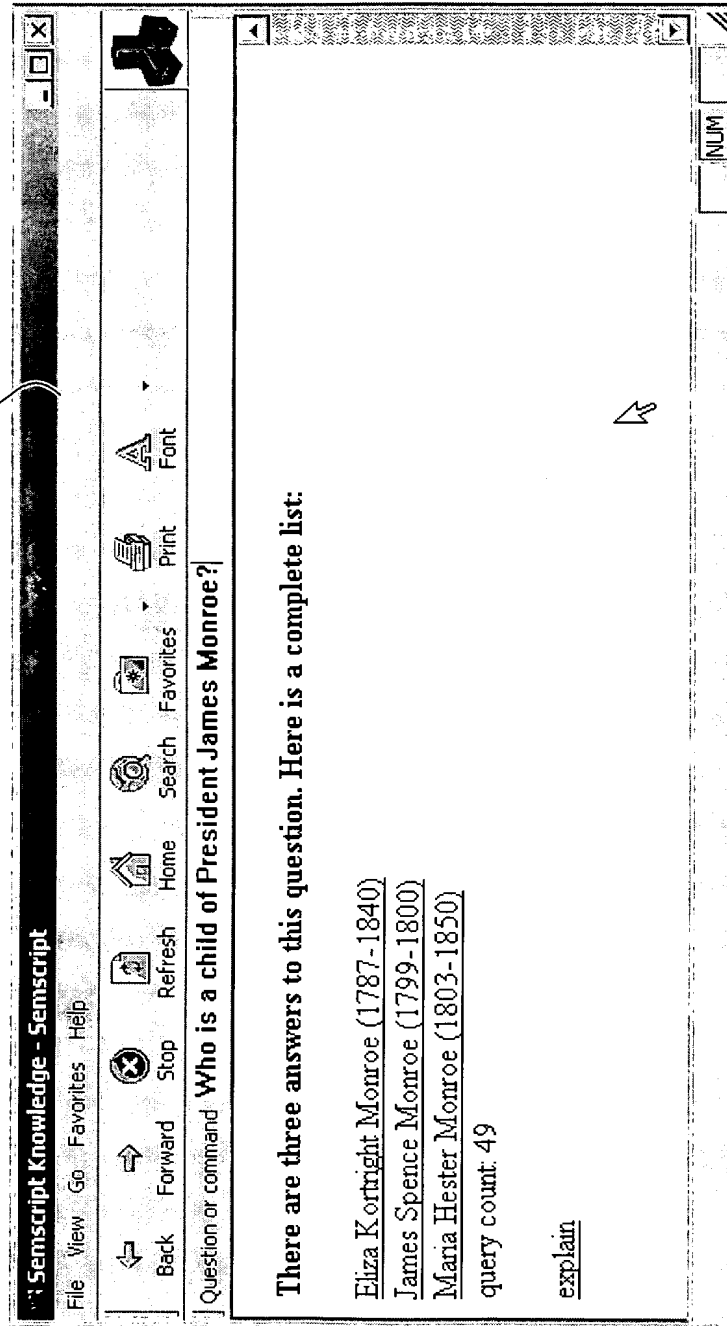 Semscript Knowledge - Semscript
File View Go Favorites Help
Back Forward Stop Refresh Home Search Favorites Print Font
Question or command Who is a child of President James Monroe?
There are three answers to this question. Here is a complete list:
Eliza Kortright Monroe (1787-1840)
James Spence Monroe (1799-1800)
Maria Hester Monroe (1803-1850)
query count: 49
explain
NUM